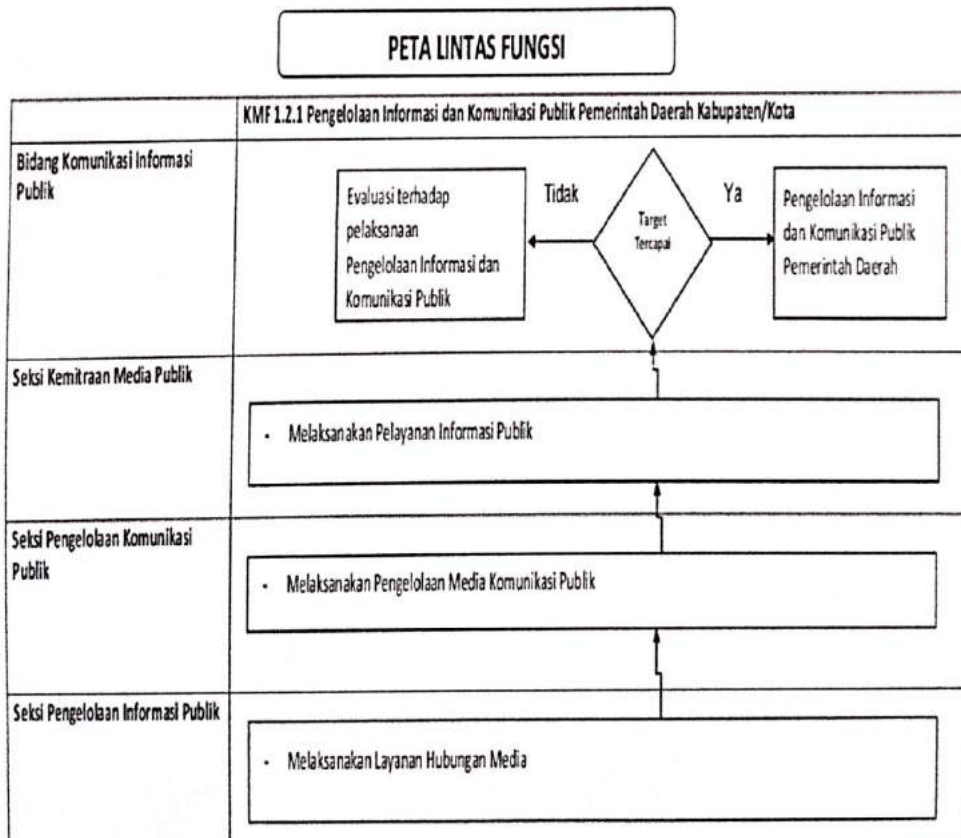 PETA LINTAS FUNGSI
KMF 1.2.1 Pengelolaan Informasi dan Komunikasi Publik Pemerintah Daerah Kabupaten/Kota
Bidang Komunikasi Informasi
Publik
Evaluasi terhadap
pelaksanaan
Pengelolaan Informasi dan
Komunikasi Publik
Tidak
Target
Tercapai
Ya
Pengelolaan Informasi
dan Komunikasi Publik
Pemerintah Daerah
Seksi Kemitraan Media Publik
- Melaksanakan Pelayanan Informasi Publik
Seksi Pengelolaan Komunikasi
Publik
- Melaksanakan Pengelolaan Media Komunikasi Publik
Seksi Pengelolaan Informasi Publik
- Melaksanakan Layanan Hubungan Media